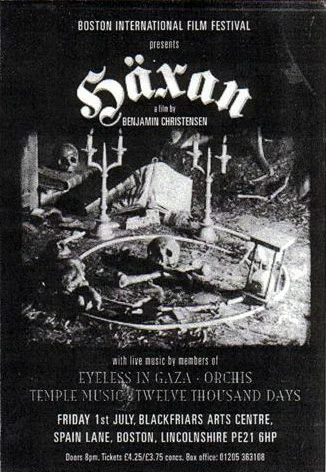 BOSTON INTERNATIONAL FILM FESTIVAL
presents
Häxan
a film by
BENJAMIN CHRISTENSEN
with live music by members of
EYELESS IN GAZA - ORCHIS
TEMPLE MUSIC - TWELVE THOUSAND DAYS
FRIDAY 1st JULY, BLACKFRIARS ARTS CENTRE,
SPAIN LANE, BOSTON, LINCOLNSHIRE PE21 6HP
Doors 8pm. Tickets £4.25/£3.75 concs. Box office: 01205 363108